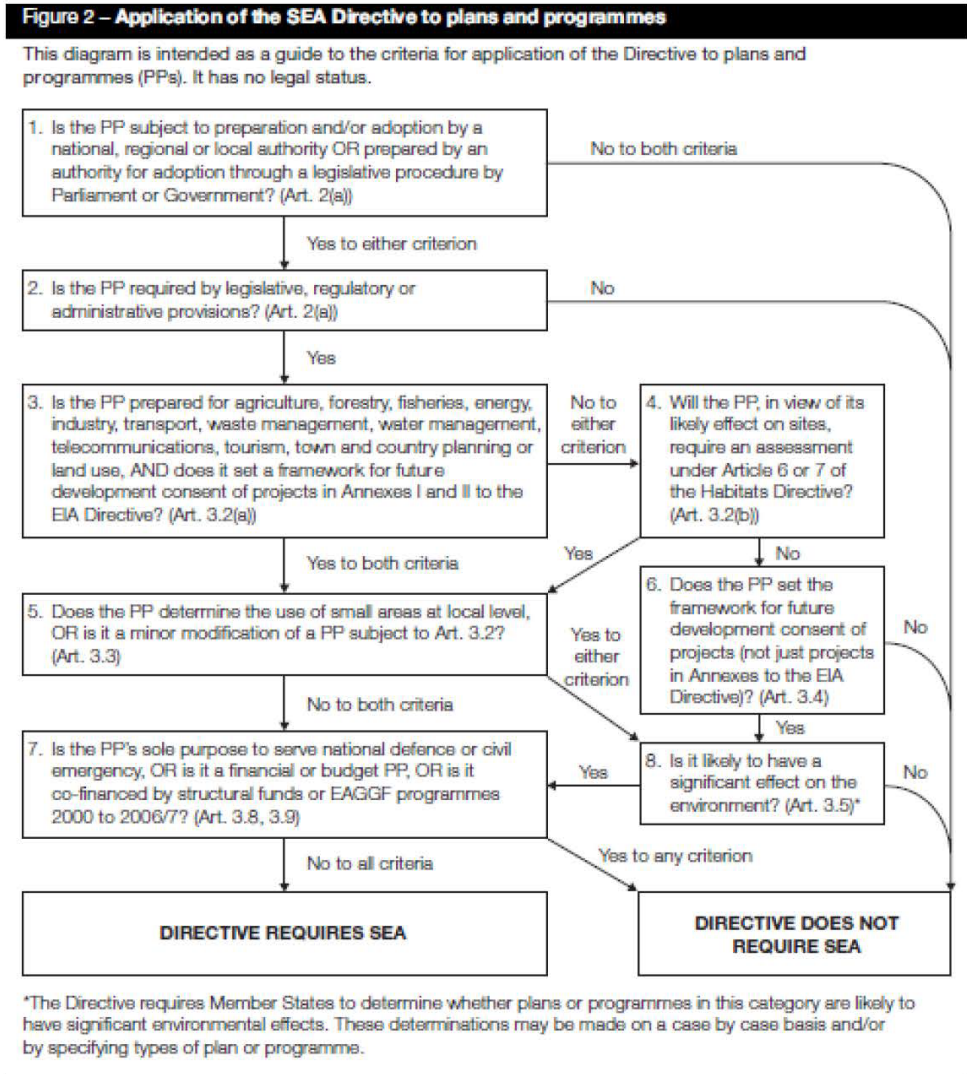 Figure 2 – Application of the SEA Directive to plans and programmes
This diagram is intended as a guide to the criteria for application of the Directive to plans and
programmes (PPs). It has no legal status.
1. Is the PP subject to preparation and/or adoption by a
national, regional or local authority OR prepared by an
authority for adoption through a legislative procedure by
Parliament or Government? (Art. 2(a))
No to both criteria
Yes to either criterion
2. Is the PP required by legislative, regulatory or
administrative provisions? (Art. 2(a))
No
Yes
3. Is the PP prepared for agriculture, forestry, fisheries, energy,
industry, transport, waste management, water management,
telecommunications, tourism, town and country planning or
land use, AND does it set a framework for future
development consent of projects in Annexes I and II to the
EIA Directive? (Art. 3.2(a))
No to
either
criterion
4. Will the PP, in view of its
likely effect on sites,
require an assessment
under Article 6 or 7 of
the Habitats Directive?
(Art. 3.2(b))
Yes to both criteria
Yes
No
5. Does the PP determine the use of small areas at local level,
OR is it a minor modification of a PP subject to Art. 3.2?
(Art. 3.3)
Yes to
either
criterion
6. Does the PP set the
framework for future
development consent of
projects (not just projects
in Annexes to the EIA
Directive)? (Art. 3.4)
No
No to both criteria
Yes
7. Is the PP's sole purpose to serve national defence or civil
emergency, OR is it a financial or budget PP, OR is it
co-financed by structural funds or EAGGF programmes
2000 to 2006/7? (Art. 3.8, 3.9)
Yes
8. Is it likely to have a
significant effect on the
environment? (Art. 3.5)*
No
No to all criteria
Yes to any criterion
DIRECTIVE REQUIRES SEA
DIRECTIVE DOES NOT
REQUIRE SEA
*The Directive requires Member States to determine whether plans or programmes in this category are likely to
have significant environmental effects. These determinations may be made on a case by case basis and/or
by specifying types of plan or programme.